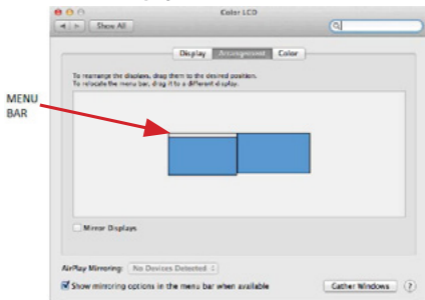 Color LCD
Show All
Display Arrangement Color
To rearrange the displays, drag them to the desired position.
To relocate the menu bar, drag it to a different display.
MENU
BAR
Mirror Displays
AirPlay Mirroring: No Devices Detected
Show mirroring options in the menu bar when available
Gather Windows ?